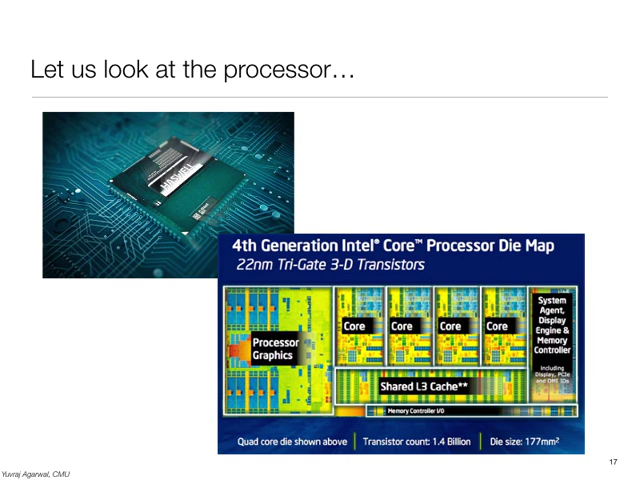 Let us look at the processor…
HASWELL
4th Generation Intel® Core™ Processor Die Map
22nm Tri-Gate 3-D Transistors
Processor
Graphics
Core
Core
Core
Core
System
Agent,
Display
Engine &
Memory
Controller
including
Display, PCIe
and DMI IOs
Shared L3 Cache**
Memory Controller I/O
Quad core die shown above
Transistor count: 1.4 Billion
Die size: 177mm²
17
Yuvraj Agarwal, CMU